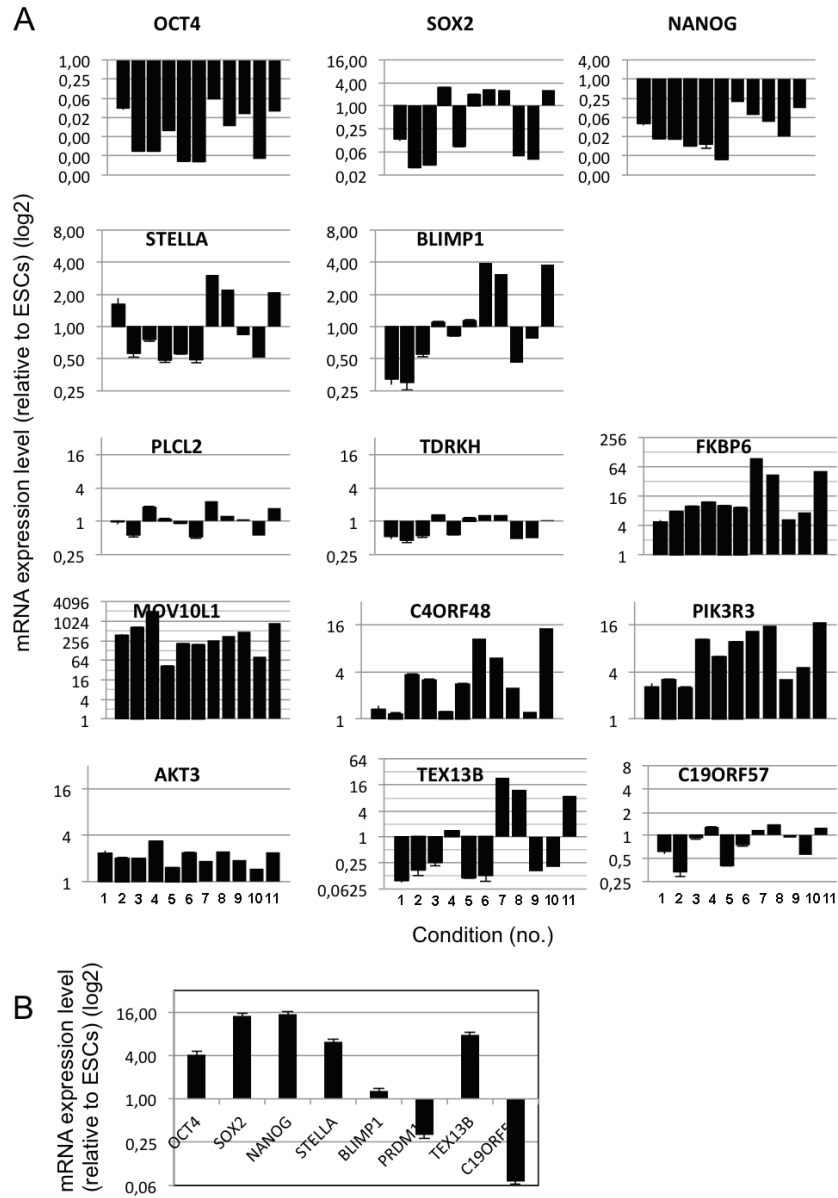 A
OCT4
SOX2
NANOG
1,00
0,25
0,06
0,02
0,00
0,00
0,00
16,00
4,00
1,00
0,25
0,06
0,02
4,00
1,00
0,25
0,06
0,02
0,00
0,00
mRNA expression level (relative to ESCs) (log2)
STELLA
BLIMP1
8,00
4,00
2,00
1,00
0,50
0,25
8,00
4,00
2,00
1,00
0,50
0,25
PLCL2
TDRKH
FKBP6
16
4
1
0,25
16
4
1
0,25
256
64
16
4
1
MOV10L1
C4ORF48
PIK3R3
4096
1024
256
64
16
4
1
16
4
1
16
4
1
AKT3
TEX13B
C19ORF57
16
4
1
64
16
4
1
0,25
0,0625
8
4
2
1
0,5
0,25
1 2 3 4 5 6 7 8 9 10 11
1 2 3 4 5 6 7 8 9 10 11
1 2 3 4 5 6 7 8 9 10 11
Condition (no.)
B
mRNA expression level
(relative to ESCs) (log2)
16,00
4,00
1,00
0,25
0,06
OCT4
SOX2
NANOG
STELLA
BLIMP1
PRDM1
TEX13B